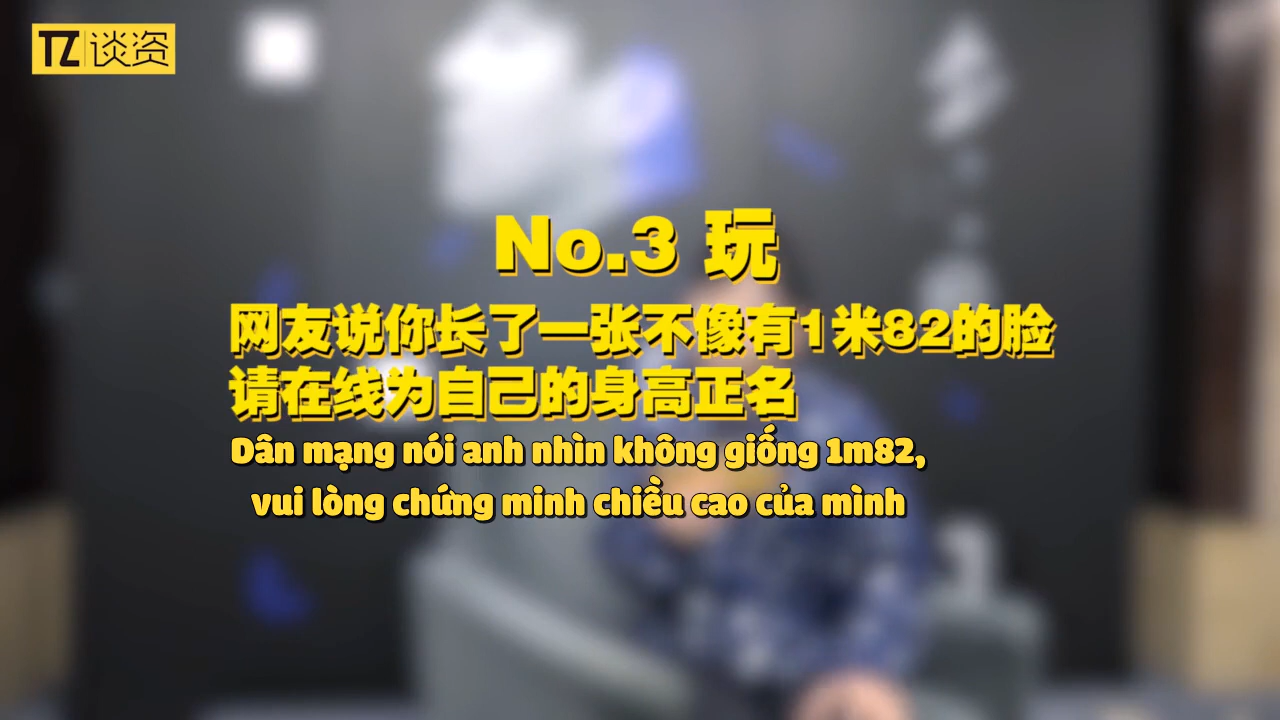 TZ谈资
No.3 玩
网友说你长了一张不像有1米82的脸
请在线为自己的身高正名
Dân mạng nói anh nhìn không giống 1m82,
vui lòng chứng minh chiều cao của mình